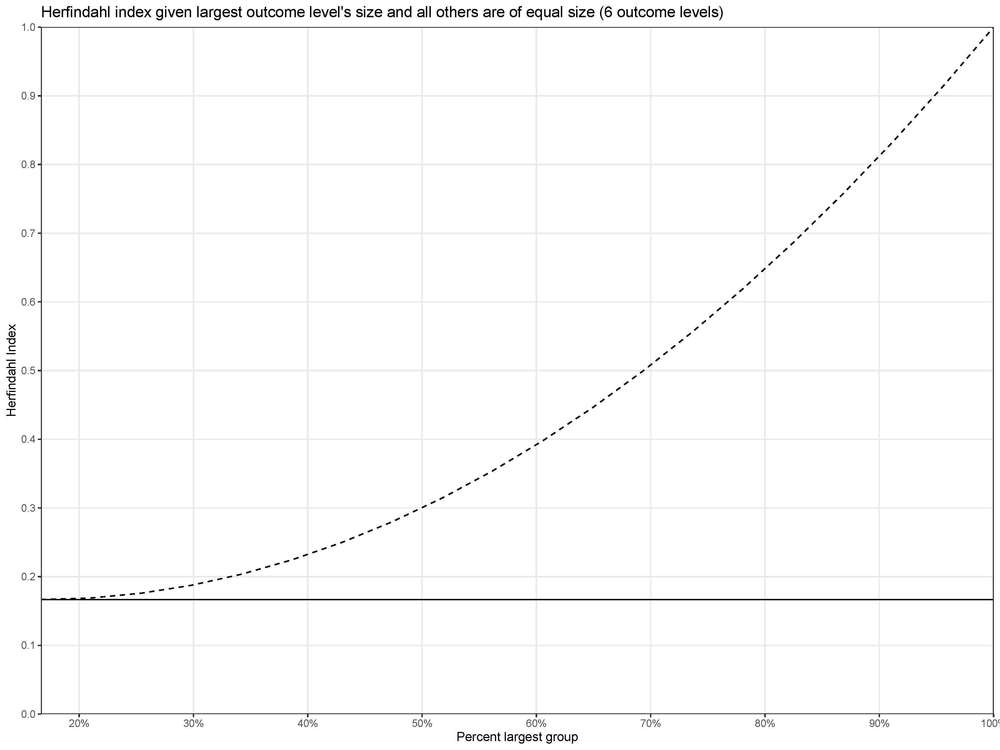 Herfindahl index given largest outcome level's size and all others are of equal size (6 outcome levels)
1.0
0.9
0.8
0.7
0.6
0.5
0.4
0.3
0.2
0.1
0.0
Herfindahl Index
20% 30% 40% 50% 60% 70% 80% 90% 100%
Percent largest group